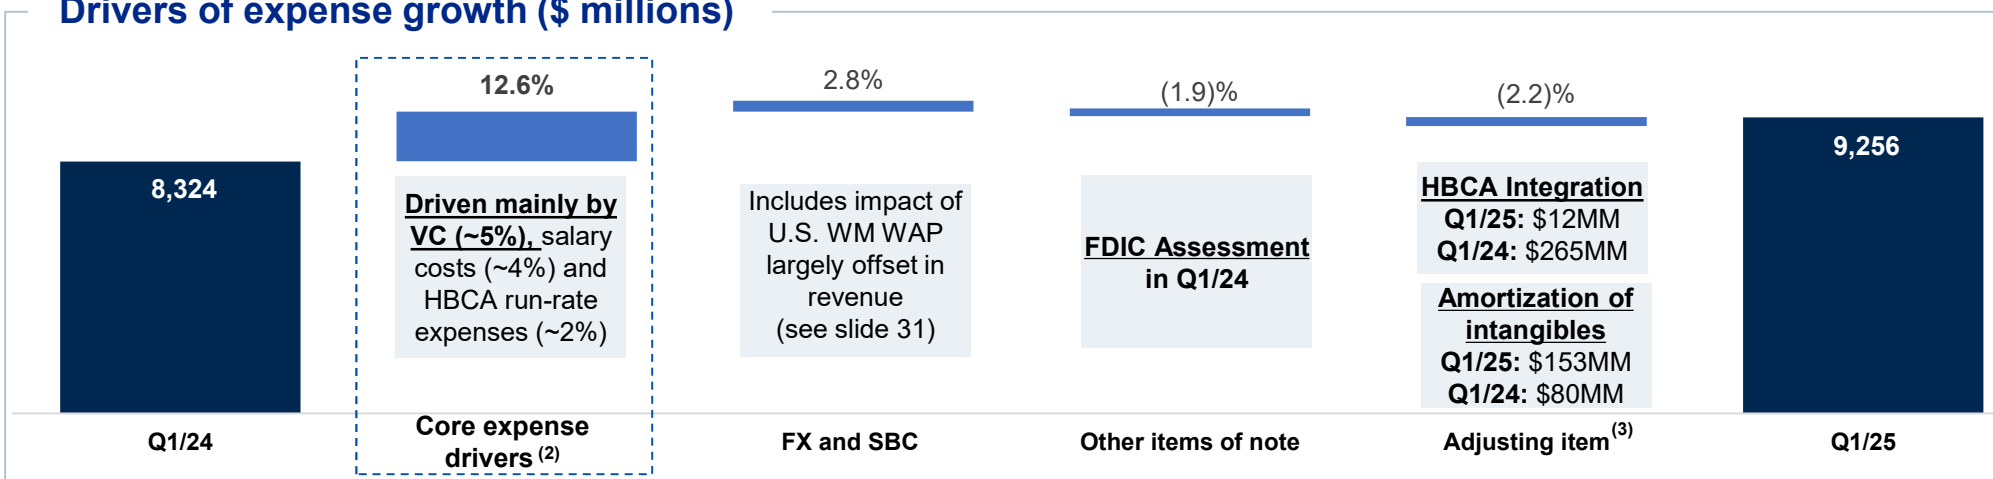 Drivers of expense growth ($ millions)
8,324
Q1/24
12.6%
Driven mainly by
VC (~5%), salary
costs (~4%) and
HBCA run-rate
expenses (~2%)
Core expense
drivers (2)
2.8%
Includes impact of
U.S. WM WAP
largely offset in
revenue
(see slide 31)
FX and SBC
(1.9)%
FDIC Assessment
in Q1/24
Other items of note
(2.2)%
HBCA Integration
Q1/25: $12MM
Q1/24: $265MM
Amortization of
intangibles
Q1/25: $153MM
Q1/24: $80MM
Adjusting item (3)
9,256
Q1/25